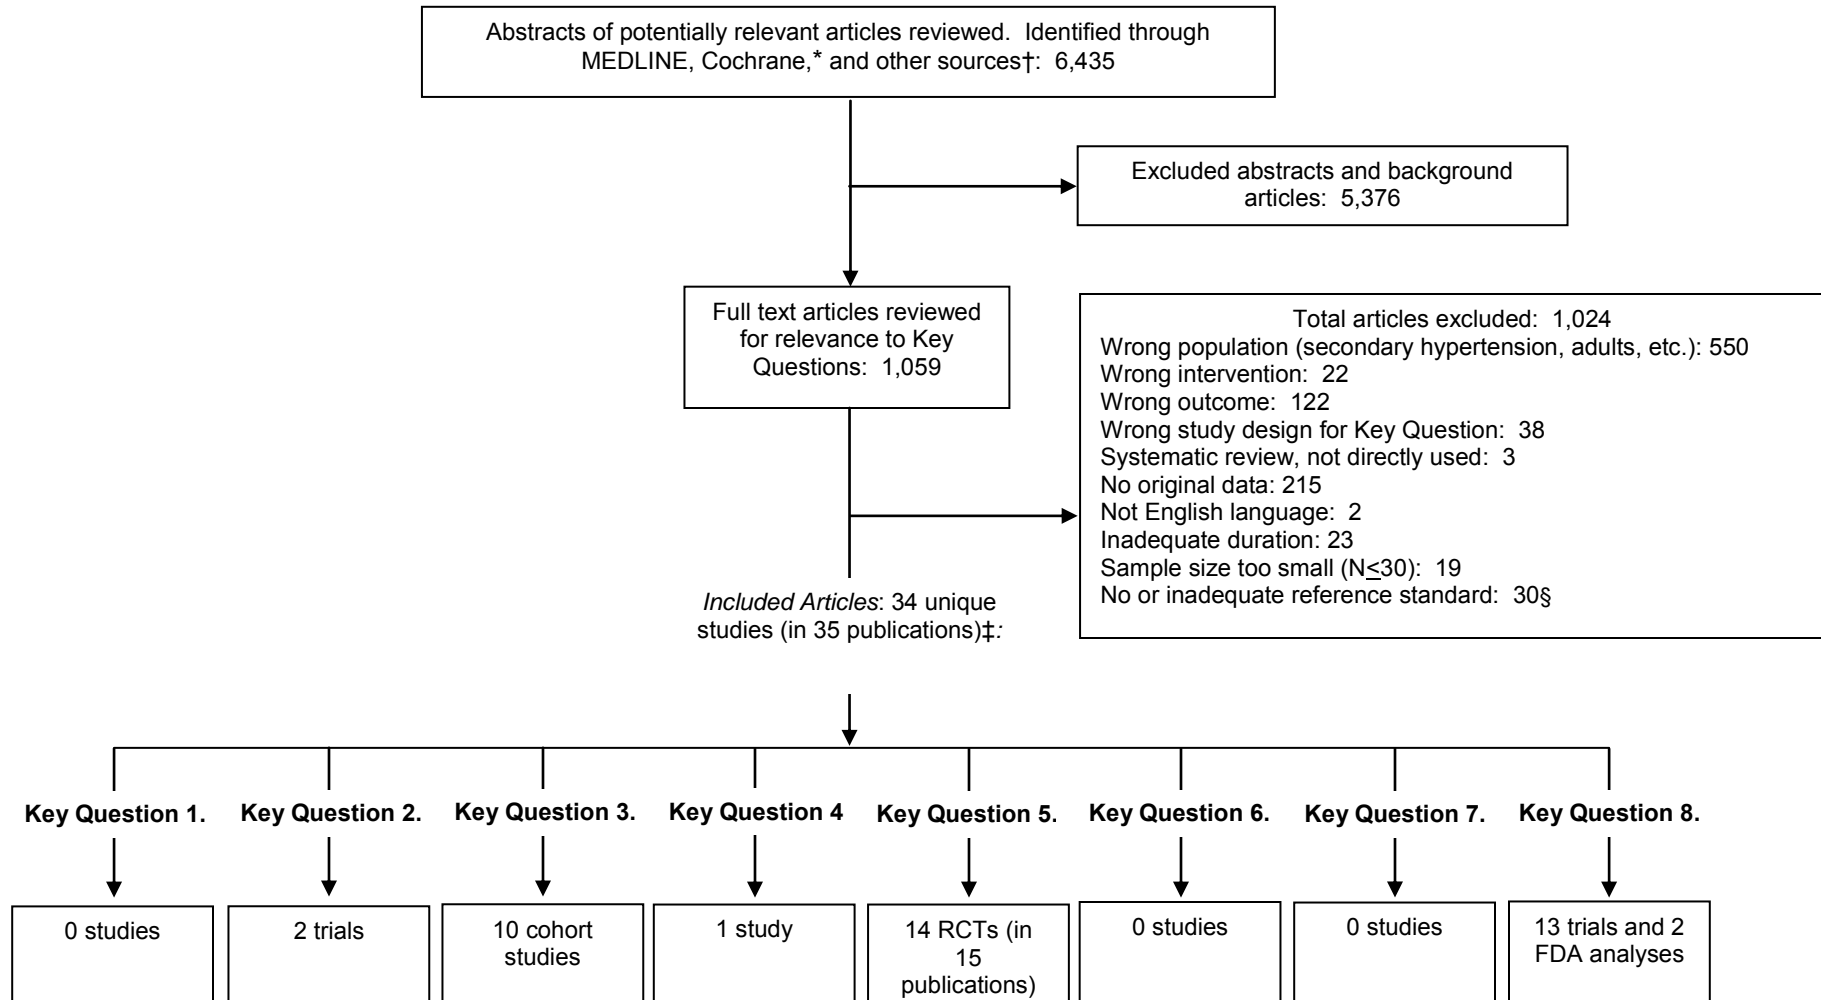 Abstracts of potentially relevant articles reviewed.  Identified through
MEDLINE, Cochrane,* and other sources†:  6,435
Excluded abstracts and background
articles:  5,376
Full text articles reviewed
for relevance to Key
Questions:  1,059
Total articles excluded:  1,024
Wrong population (secondary hypertension, adults, etc.): 550
Wrong intervention:  22
Wrong outcome:  122
Wrong study design for Key Question:  38
Systematic review, not directly used:  3
No original data: 215
Not English language:  2
Inadequate duration: 23
Sample size too small (N≤30):  19
No or inadequate reference standard:  30§
Included Articles: 34 unique
studies (in 35 publications)‡:
Key Question 1.
Key Question 2.
Key Question 3.
Key Question 4
Key Question 5.
Key Question 6.
Key Question 7.
Key Question 8.
0 studies
2 trials
10 cohort
studies
1 study
14 RCTs (in
15
publications)
0 studies
0 studies
13 trials and 2
FDA analyses